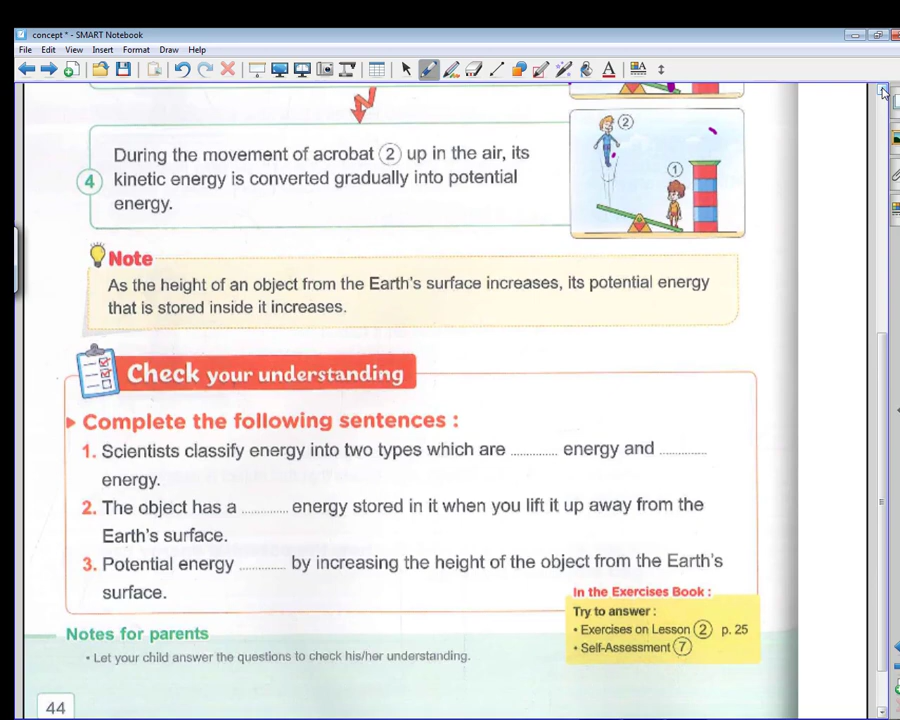 concept * - SMART Notebook
File Edit View Insert Format Draw Help
2
1
During the movement of acrobat 2 up in the air, its
4 kinetic energy is converted gradually into potential
energy.
Note
As the height of an object from the Earth's surface increases, its potential energy
that is stored inside it increases.
Check your understanding
Complete the following sentences :
1. Scientists classify energy into two types which are ............ energy and ............
energy.
2. The object has a ............ energy stored in it when you lift it up away from the
Earth's surface.
3. Potential energy ............ by increasing the height of the object from the Earth's
surface.
In the Exercises Book :
Try to answer :
• Exercises on Lesson 2 p. 25
• Self-Assessment 7
Notes for parents
• Let your child answer the questions to check his/her understanding.
44